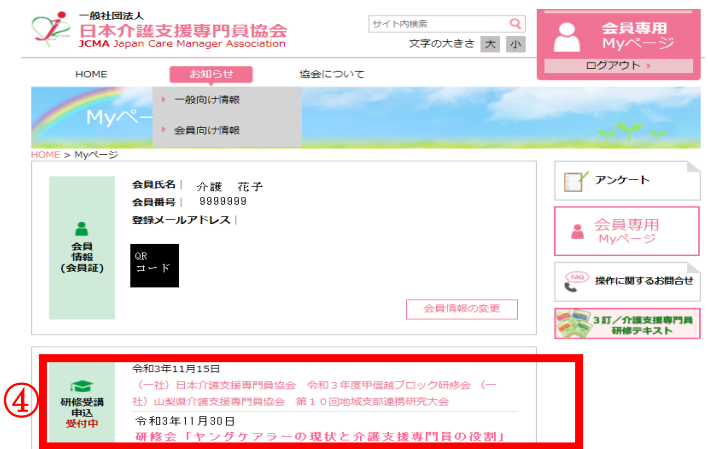 一般社団法人
日本介護支援専門員協会
JCMA Japan Care Manager Association
サイト内検索
文字の大きさ 大 小
会員専用
Myページ
ログアウト
HOME お知らせ 協会について
一般向け情報
会員向け情報
Myペー
HOME > Myページ
会員氏名| 介護 花子
会員番号| 9999999
登録メールアドレス|
会員
情報
(会員証)
QR
コード
会員情報の変更
アンケート
会員専用
Myページ
FAQ 操作に関するお問合せ
3訂/介護支援専門員
研修テキスト
④
研修受講
申込
受付中
令和3年11月15日
(一社)日本介護支援専門員協会 令和3年度甲信越ブロック研修会 (一
社)山梨県介護支援専門員協会 第10回地域支部連携研究大会
令和3年11月30日
研修会「ヤングケアラーの現状と介護支援専門員の役割」